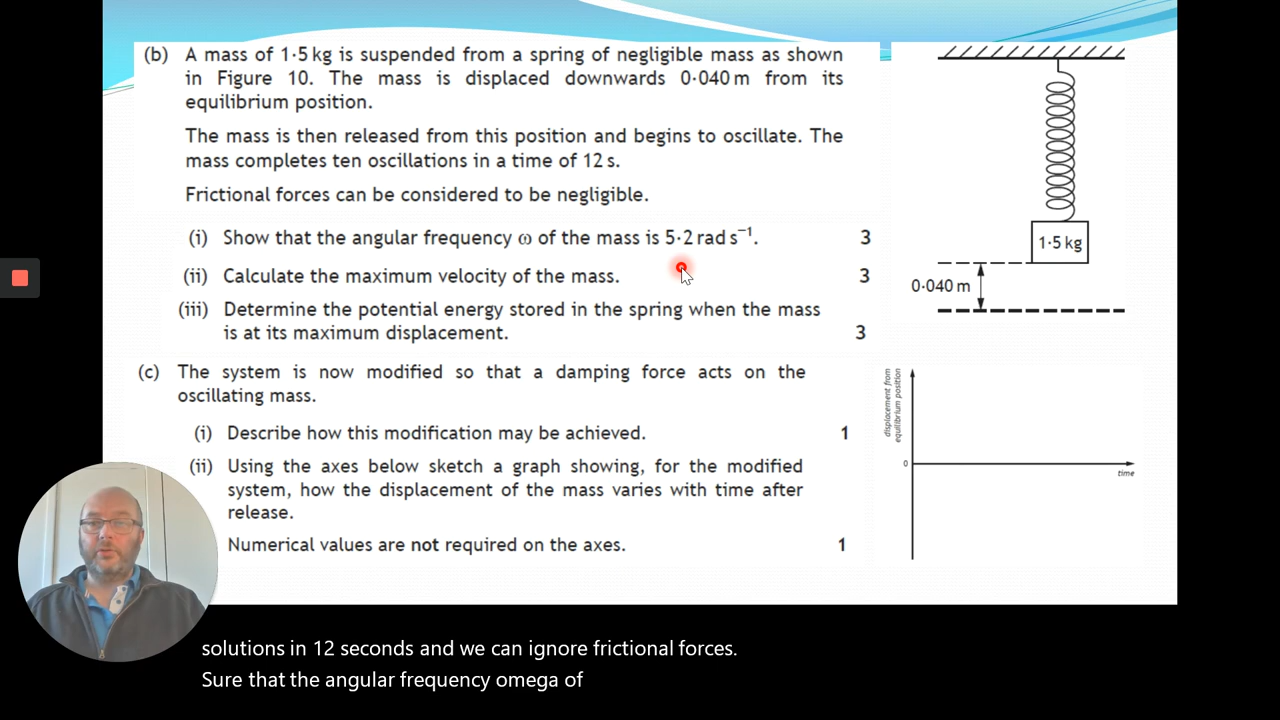 (b) A mass of 1·5 kg is suspended from a spring of negligible mass as shown
in Figure 10. The mass is displaced downwards 0·040 m from its
equilibrium position.
The mass is then released from this position and begins to oscillate. The
mass completes ten oscillations in a time of 12 s.
Frictional forces can be considered to be negligible.
(i) Show that the angular frequency ω of the mass is 5·2 rad s⁻¹. 3
(ii) Calculate the maximum velocity of the mass. 3
(iii) Determine the potential energy stored in the spring when the mass
is at its maximum displacement. 3
1·5 kg
0·040 m
(c) The system is now modified so that a damping force acts on the
oscillating mass.
(i) Describe how this modification may be achieved. 1
(ii) Using the axes below sketch a graph showing, for the modified
system, how the displacement of the mass varies with time after
release.
Numerical values are not required on the axes. 1
displacement from
equilibrium position
0
time
solutions in 12 seconds and we can ignore frictional forces.
Sure that the angular frequency omega of